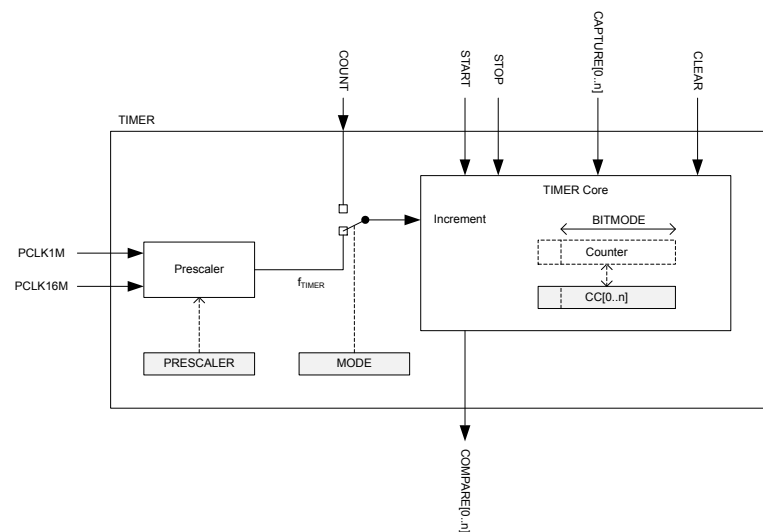 COUNT
START
STOP
CAPTURE[0..n]
CLEAR
TIMER
TIMER Core
Increment
BITMODE
PCLK1M
Prescaler
Counter
PCLK16M
fTIMER
CC[0..n]
PRESCALER
MODE
COMPARE[0..n]